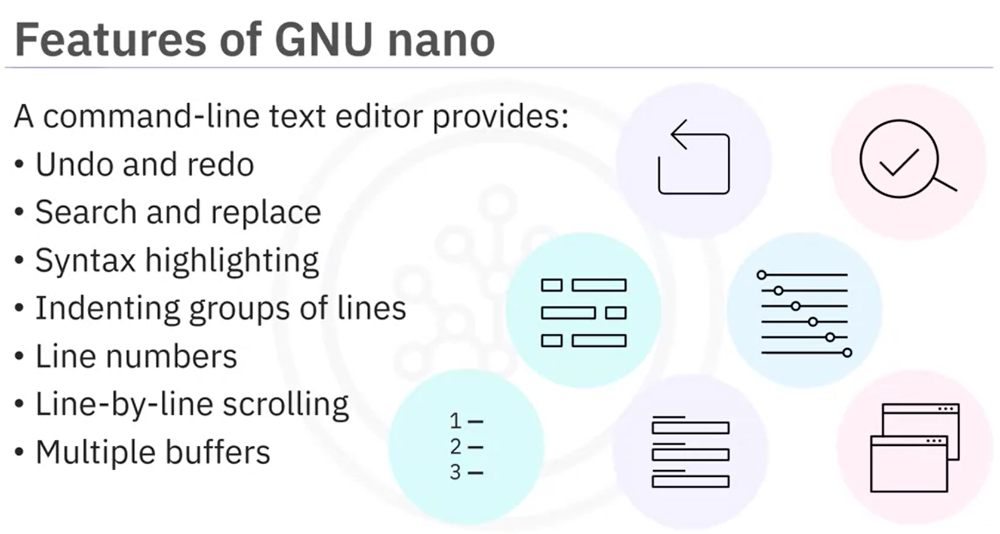 Features of GNU nano
A command-line text editor provides:
• Undo and redo
• Search and replace
• Syntax highlighting
• Indenting groups of lines
• Line numbers
• Line-by-line scrolling
• Multiple buffers
1
2
3